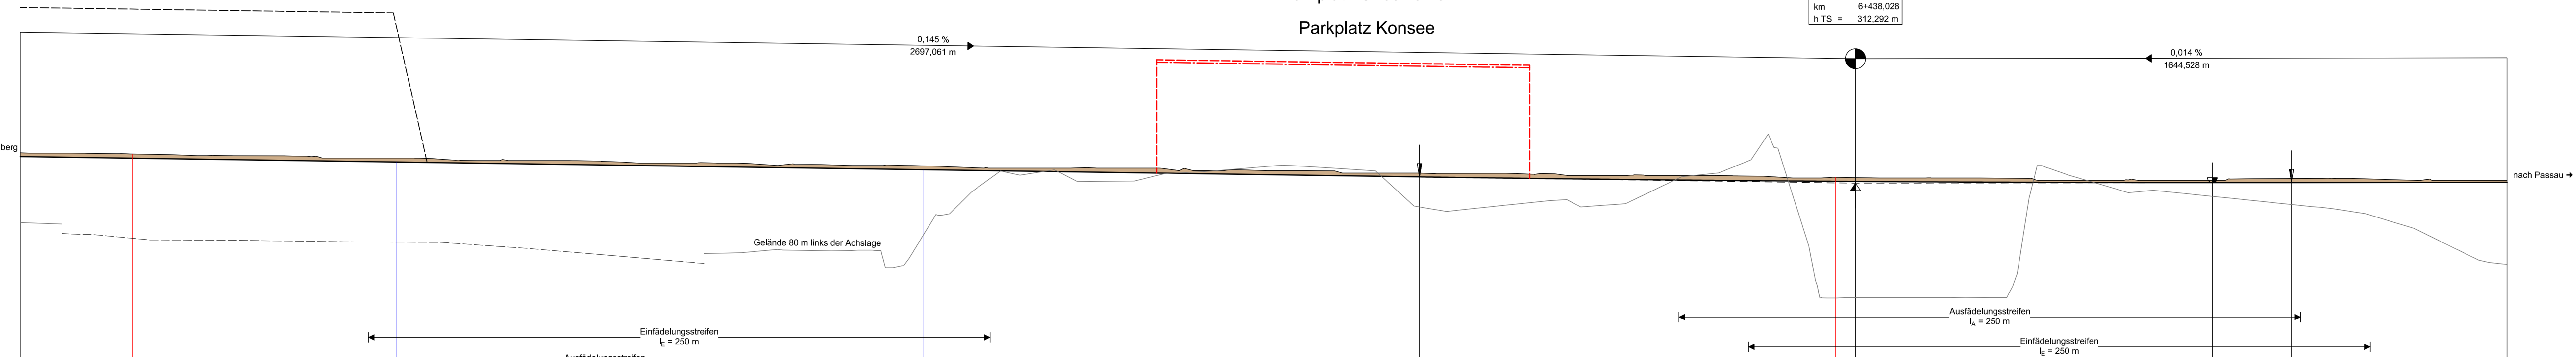 km 6+438,028
h TS = 312,292 m
Parkplatz Konsee
0,145 %
2697,061 m
0,014 %
1644,528 m
berg
nach Passau
Gelände 80 m links der Achslage
Ausfädelungsstreifen
lA = 250 m
Einfädelungsstreifen
lE = 250 m
Einfädelungsstreifen
lE = 250 m